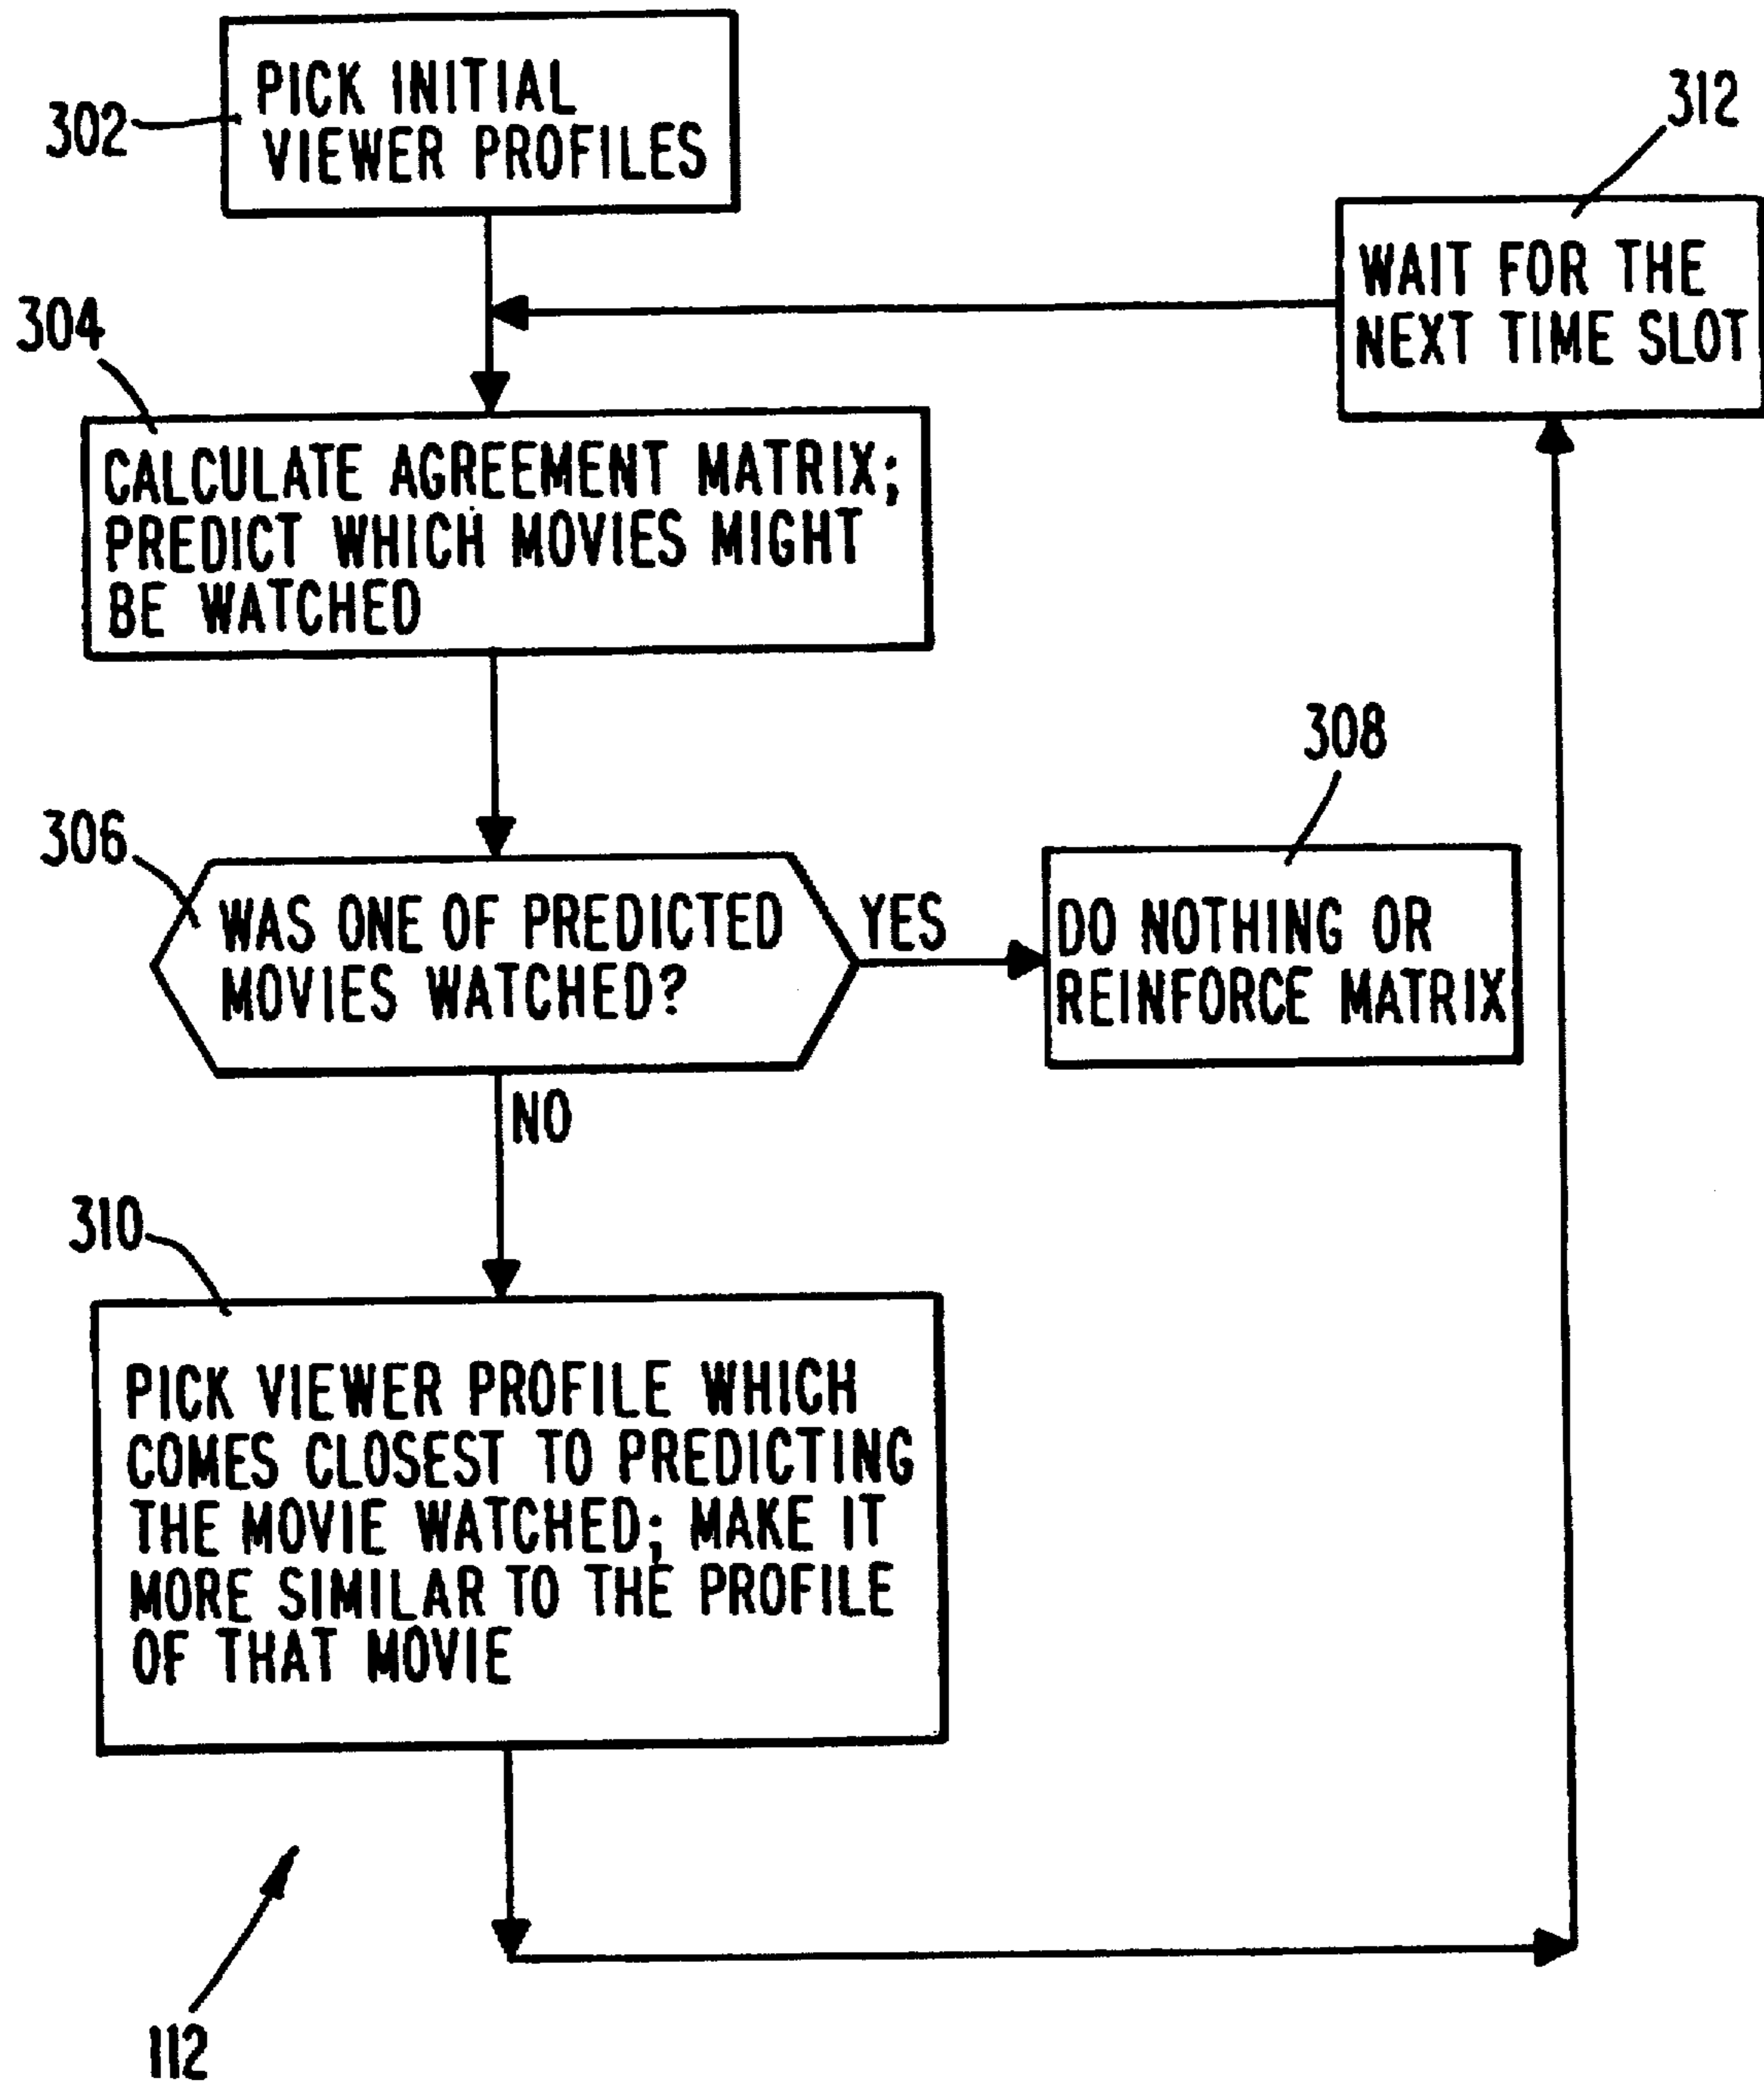 302
PICK INITIAL
VIEWER PROFILES
312
WAIT FOR THE
NEXT TIME SLOT
304
CALCULATE AGREEMENT MATRIX;
PREDICT WHICH MOVIES MIGHT
BE WATCHED
306
WAS ONE OF PREDICTED
MOVIES WATCHED?
YES
308
DO NOTHING OR
REINFORCE MATRIX
NO
310
PICK VIEWER PROFILE WHICH
COMES CLOSEST TO PREDICTING
THE MOVIE WATCHED; MAKE IT
MORE SIMILAR TO THE PROFILE
OF THAT MOVIE
112